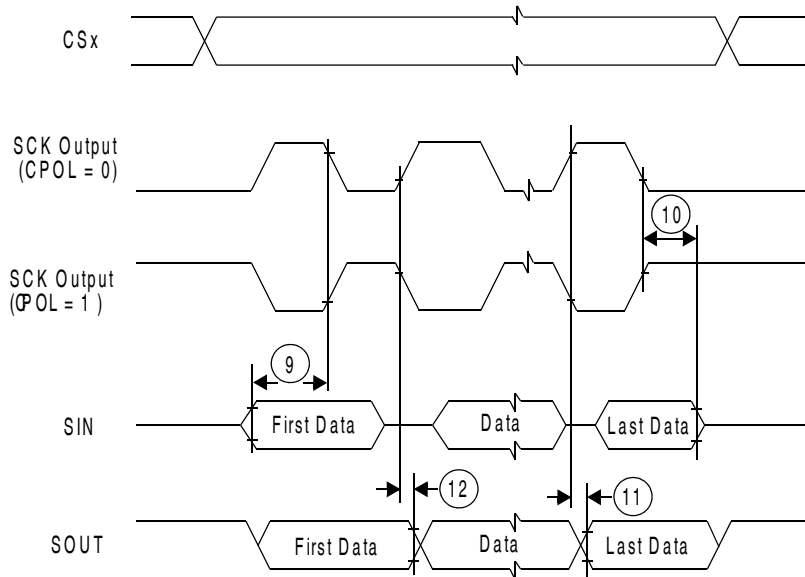 CSx
SCK Output
(CPOL = 0)
10
SCK Output
(CPOL = 1 )
9
SIN
First Data
Data
Last Data
12
11
SOUT
First Data
Data
Last Data